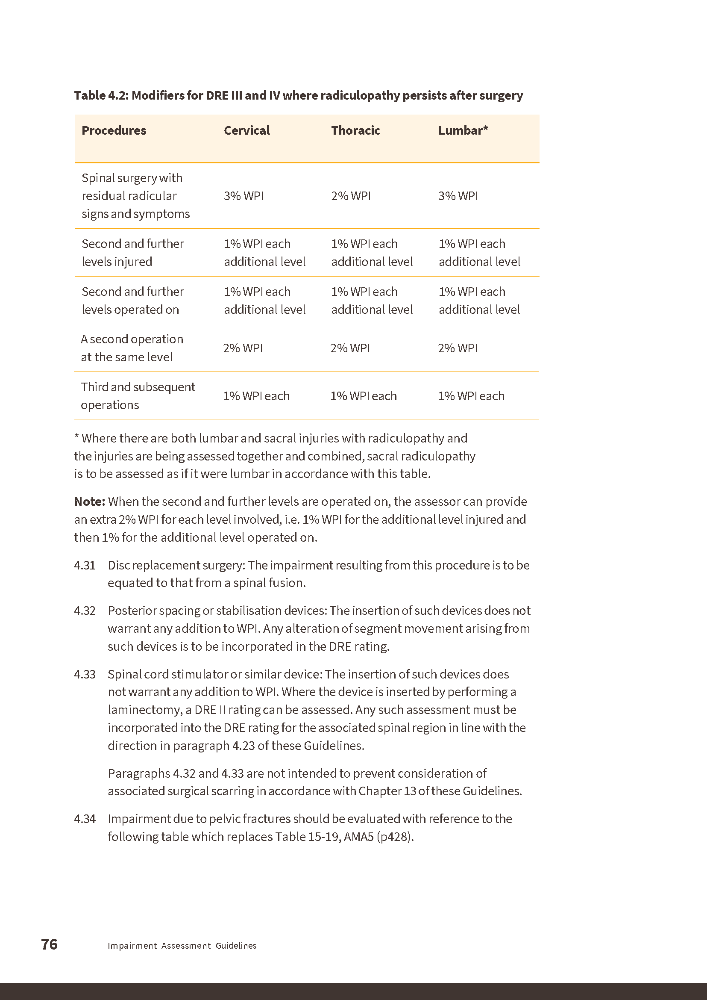 Table 4.2: Modifiers for DRE III and IV where radiculopathy persists after surgery
Procedures Cervical Thoracic Lumbar*
Spinal surgery with
residual radicular 3% WPI 2% WPI 3% WPI
signs and symptoms
Second and further 1% WPI each 1% WPI each 1% WPI each
levels injured additional level additional level additional level
Second and further 1% WPI each 1% WPI each 1% WPI each
levels operated on additional level additional level additional level
A second operation
at the same level 2% WPI 2% WPI 2% WPI
Third and subsequent
operations 1% WPI each 1% WPI each 1% WPI each
* Where there are both lumbar and sacral injuries with radiculopathy and
the injuries are being assessed together and combined, sacral radiculopathy
is to be assessed as if it were lumbar in accordance with this table.
Note: When the second and further levels are operated on, the assessor can provide
an extra 2% WPI for each level involved, i.e. 1% WPI for the additional level injured and
then 1% for the additional level operated on.
4.31 Disc replacement surgery: The impairment resulting from this procedure is to be
equated to that from a spinal fusion.
4.32 Posterior spacing or stabilisation devices: The insertion of such devices does not
warrant any addition to WPI. Any alteration of segment movement arising from
such devices is to be incorporated in the DRE rating.
4.33 Spinal cord stimulator or similar device: The insertion of such devices does
not warrant any addition to WPI. Where the device is inserted by performing a
laminectomy, a DRE II rating can be assessed. Any such assessment must be
incorporated into the DRE rating for the associated spinal region in line with the
direction in paragraph 4.23 of these Guidelines.
Paragraphs 4.32 and 4.33 are not intended to prevent consideration of
associated surgical scarring in accordance with Chapter 13 of these Guidelines.
4.34 Impairment due to pelvic fractures should be evaluated with reference to the
following table which replaces Table 15-19, AMA5 (p428).
76 Impairment Assessment Guidelines